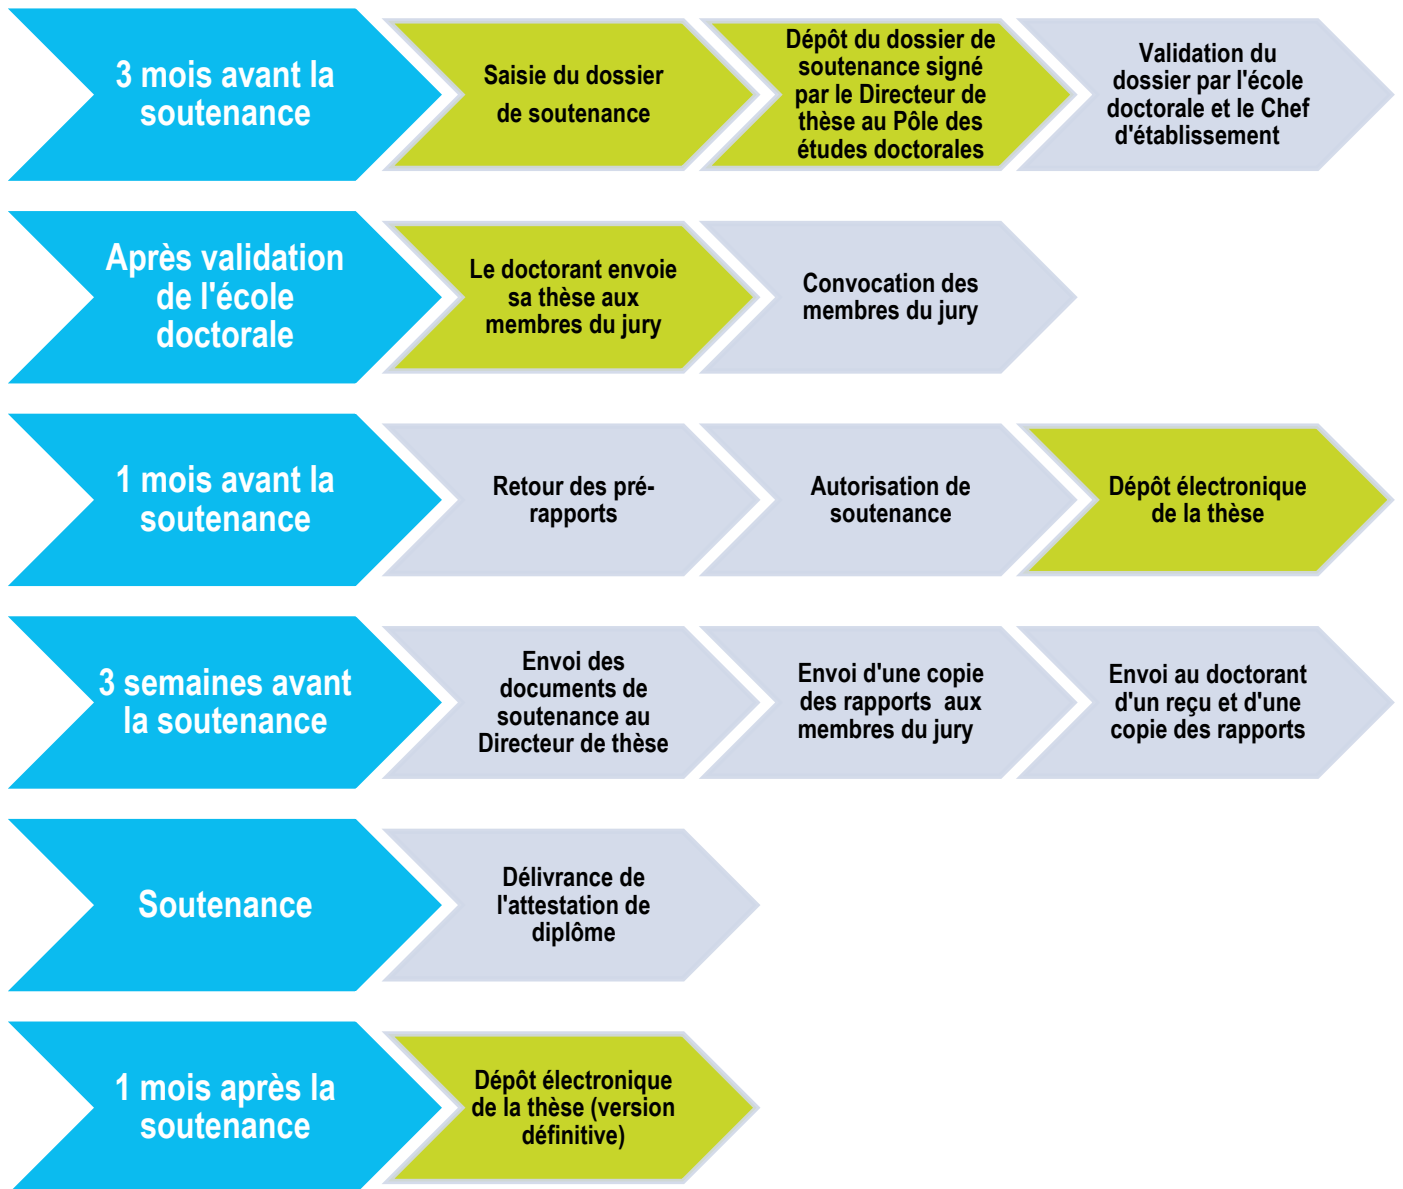 3 mois avant la
soutenance
Saisie du dossier
de soutenance
Dépôt du dossier de
soutenance signé
par le Directeur de
thèse au Pôle des
études doctorales
Validation du
dossier par l'école
doctorale et le Chef
d'établissement
Après validation
de l'école
doctorale
Le doctorant envoie
sa thèse aux
membres du jury
Convocation des
membres du jury
1 mois avant la
soutenance
Retour des pré-
rapports
Autorisation de
soutenance
Dépôt électronique
de la thèse
3 semaines avant
la soutenance
Envoi des
documents de
soutenance au
Directeur de thèse
Envoi d'une copie
des rapports aux
membres du jury
Envoi au doctorant
d'un reçu et d'une
copie des rapports
Soutenance
Délivrance de
l'attestation de
diplôme
1 mois après la
soutenance
Dépôt électronique
de la thèse (version
définitive)